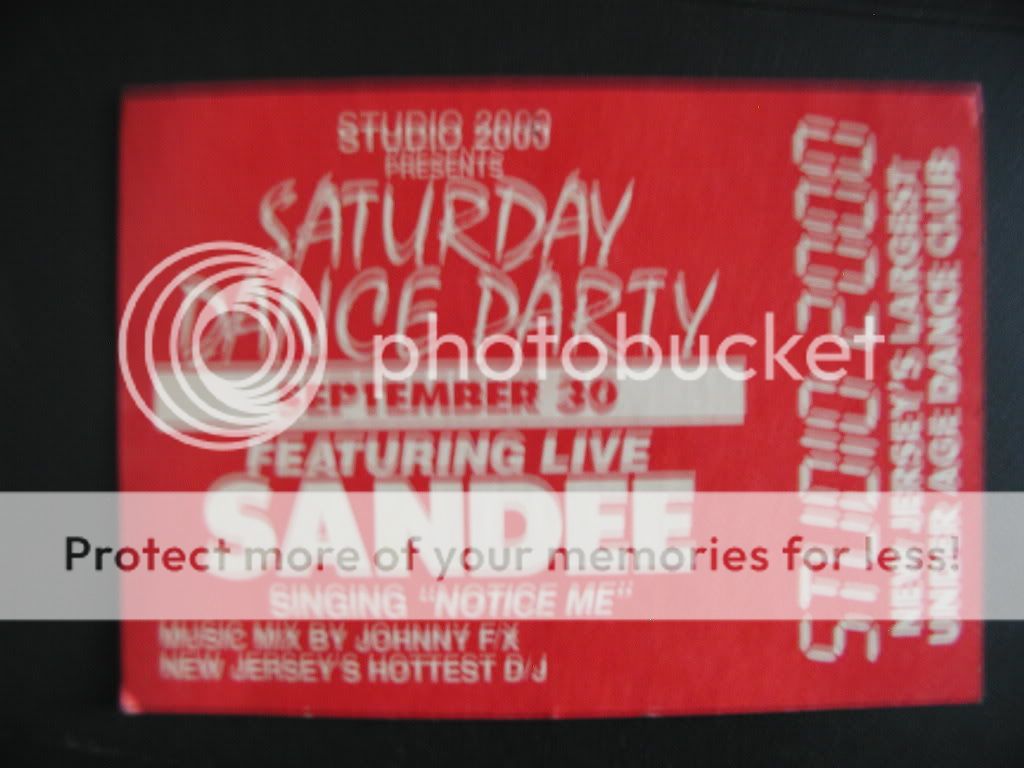 STUDIO 2000
PRESENTS
SATURDAY
DANCE PARTY
photobucket
SEPTEMBER 30
FEATURING LIVE
SANDEE
Protect more of your memories for less!
SINGING "NOTICE ME"
MUSIC MIX BY JOHNNY F/X
NEW JERSEY'S HOTTEST D/J
STUDIO 2000
NEW JERSEY'S LARGEST
UNDER AGE DANCE CLUB